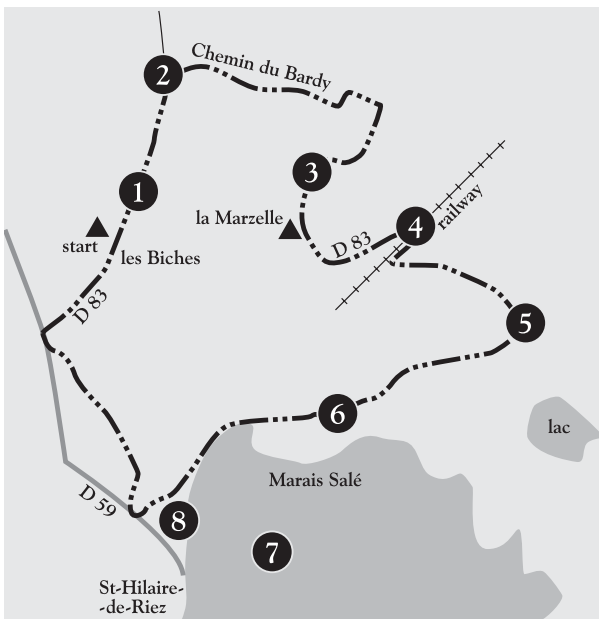 2
Chemin du Bardy
1
3
la Marzelle
start
les Biches
D 83
4
railway
D 83
5
6
lac
Marais Salé
D 59
8
7
St-Hilaire-
-de-Riez